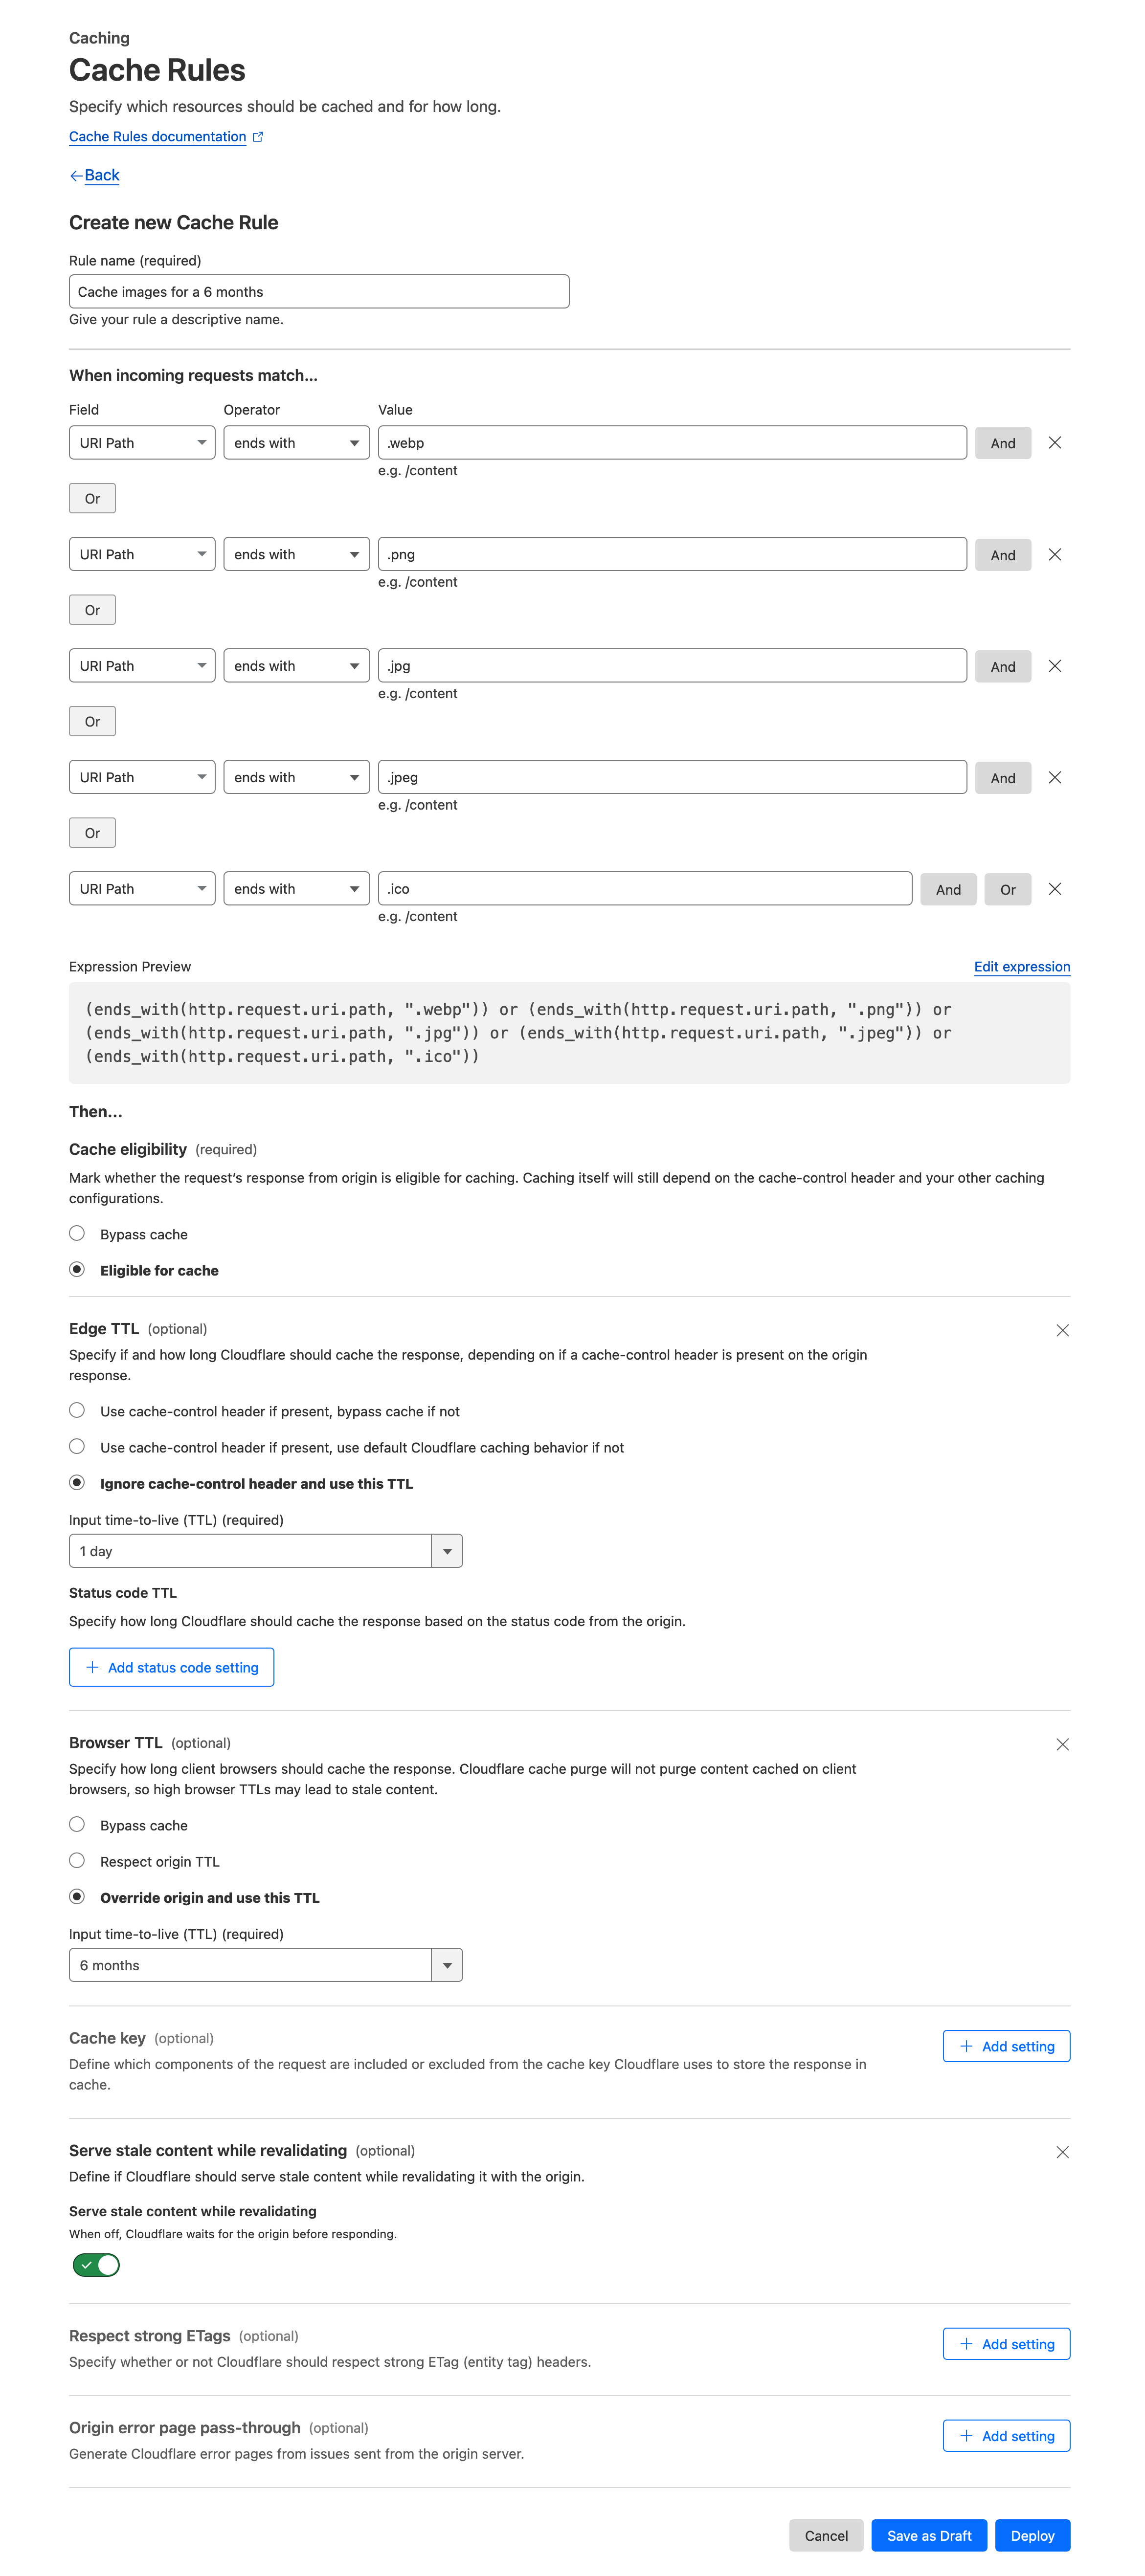 Caching
Cache Rules
Specify which resources should be cached and for how long.
Cache Rules documentation
Back
Create new Cache Rule
Rule name (required)
Cache images for a 6 months
Give your rule a descriptive name.
When incoming requests match...
Field Operator Value
URI Path ends with .webp And
e.g. /content
Or
URI Path ends with .png And
e.g. /content
Or
URI Path ends with .jpg And
e.g. /content
Or
URI Path ends with .jpeg And
e.g. /content
Or
URI Path ends with .ico And Or
e.g. /content
Expression Preview Edit expression
(ends_with(http.request.uri.path, ".webp")) or (ends_with(http.request.uri.path, ".png")) or
(ends_with(http.request.uri.path, ".jpg")) or (ends_with(http.request.uri.path, ".jpeg")) or
(ends_with(http.request.uri.path, ".ico"))
Then...
Cache eligibility (required)
Mark whether the request's response from origin is eligible for caching. Caching itself will still depend on the cache-control header and your other caching
configurations.
Bypass cache
Eligible for cache
Edge TTL (optional)
Specify if and how long Cloudflare should cache the response, depending on if a cache-control header is present on the origin
response.
Use cache-control header if present, bypass cache if not
Use cache-control header if present, use default Cloudflare caching behavior if not
Ignore cache-control header and use this TTL
Input time-to-live (TTL) (required)
1 day
Status code TTL
Specify how long Cloudflare should cache the response based on the status code from the origin.
Add status code setting
Browser TTL (optional)
Specify how long client browsers should cache the response. Cloudflare cache purge will not purge content cached on client
browsers, so high browser TTLs may lead to stale content.
Bypass cache
Respect origin TTL
Override origin and use this TTL
Input time-to-live (TTL) (required)
6 months
Cache key (optional) Add setting
Define which components of the request are included or excluded from the cache key Cloudflare uses to store the response in
cache.
Serve stale content while revalidating (optional)
Define if Cloudflare should serve stale content while revalidating it with the origin.
Serve stale content while revalidating
When off, Cloudflare waits for the origin before responding.
Respect strong ETags (optional) Add setting
Specify whether or not Cloudflare should respect strong ETag (entity tag) headers.
Origin error page pass-through (optional) Add setting
Generate Cloudflare error pages from issues sent from the origin server.
Cancel Save as Draft Deploy